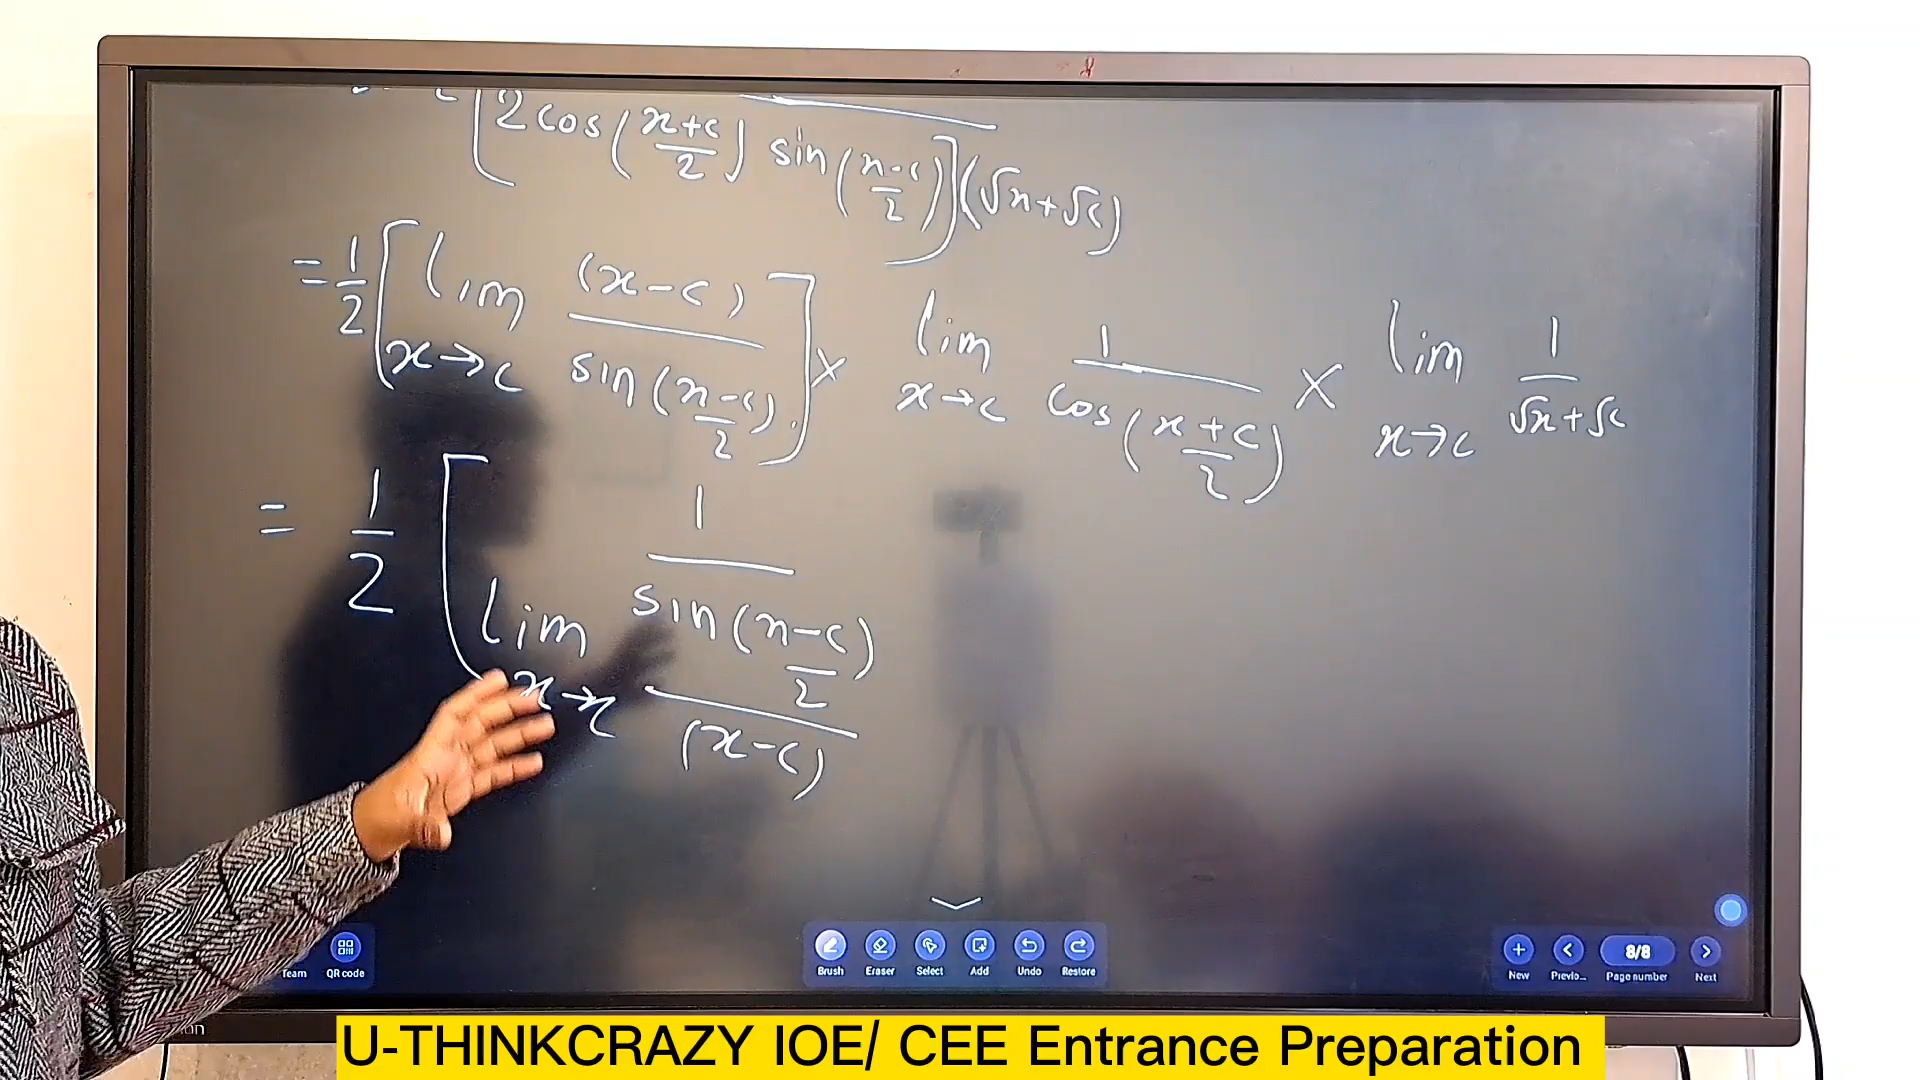 [2cos(x+c/2) sin(x-c/2)](√x+√c)
= 1/2 [lim x→c (x-c)/sin(x-c/2)] × lim x→c 1/cos(x+c/2) × lim x→c 1/√x+√c
= 1/2 [lim x→x 1/sin(x-c/2)/(x-c)
Team QR code Brush Eraser Select Add Undo Restore New Previo... 8/8 Page number Next
U-THINKCRAZY IOE/ CEE Entrance Preparation